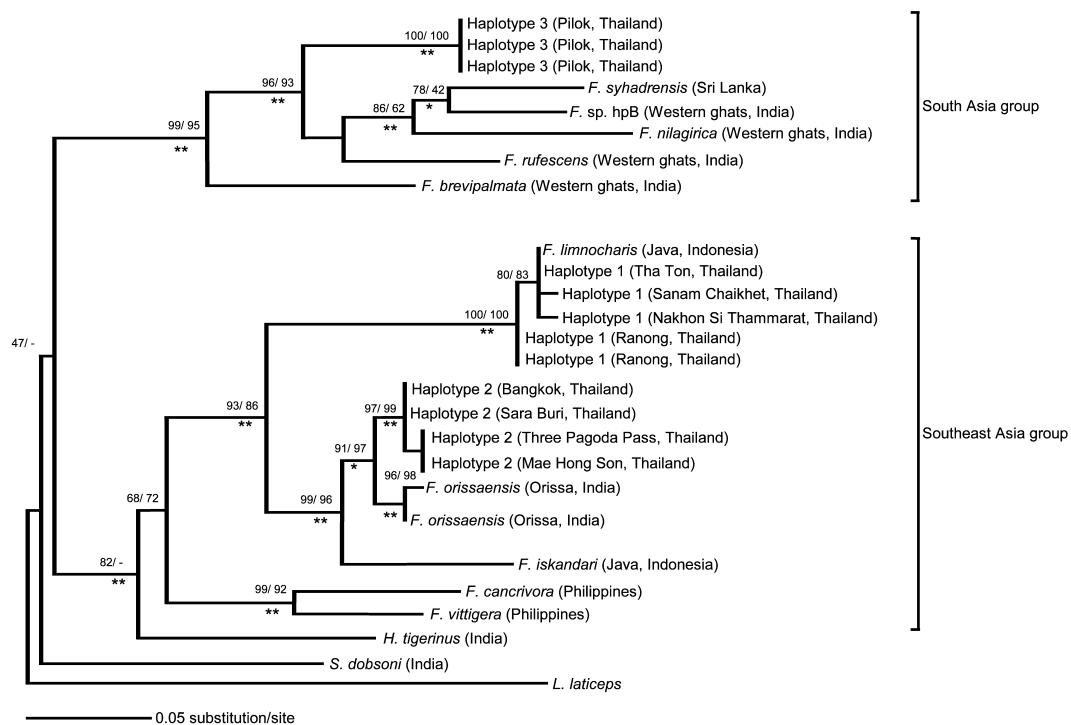 Haplotype 3 (Pilok, Thailand)
100/ 100
Haplotype 3 (Pilok, Thailand)
**
Haplotype 3 (Pilok, Thailand)
96/ 93
**
78/ 42
*
F. syhadrensis (Sri Lanka)
86/ 62
**
F. sp. hpB (Western ghats, India)
F. nilagirica (Western ghats, India)
99/ 95
**
F. rufescens (Western ghats, India)
F. brevipalmata (Western ghats, India)
South Asia group
F. limnocharis (Java, Indonesia)
80/ 83
Haplotype 1 (Tha Ton, Thailand)
Haplotype 1 (Sanam Chaikhet, Thailand)
Haplotype 1 (Nakhon Si Thammarat, Thailand)
100/ 100
**
Haplotype 1 (Ranong, Thailand)
Haplotype 1 (Ranong, Thailand)
47/ -
Haplotype 2 (Bangkok, Thailand)
93/ 86
**
97/ 99
**
Haplotype 2 (Sara Buri, Thailand)
Haplotype 2 (Three Pagoda Pass, Thailand)
91/ 97
*
Haplotype 2 (Mae Hong Son, Thailand)
96/ 98
**
F. orissaensis (Orissa, India)
99/ 96
**
F. orissaensis (Orissa, India)
68/ 72
F. iskandari (Java, Indonesia)
82/ -
**
99/ 92
**
F. cancrivora (Philippines)
F. vittigera (Philippines)
H. tigerinus (India)
Southeast Asia group
S. dobsoni (India)
L. laticeps
0.05 substitution/site